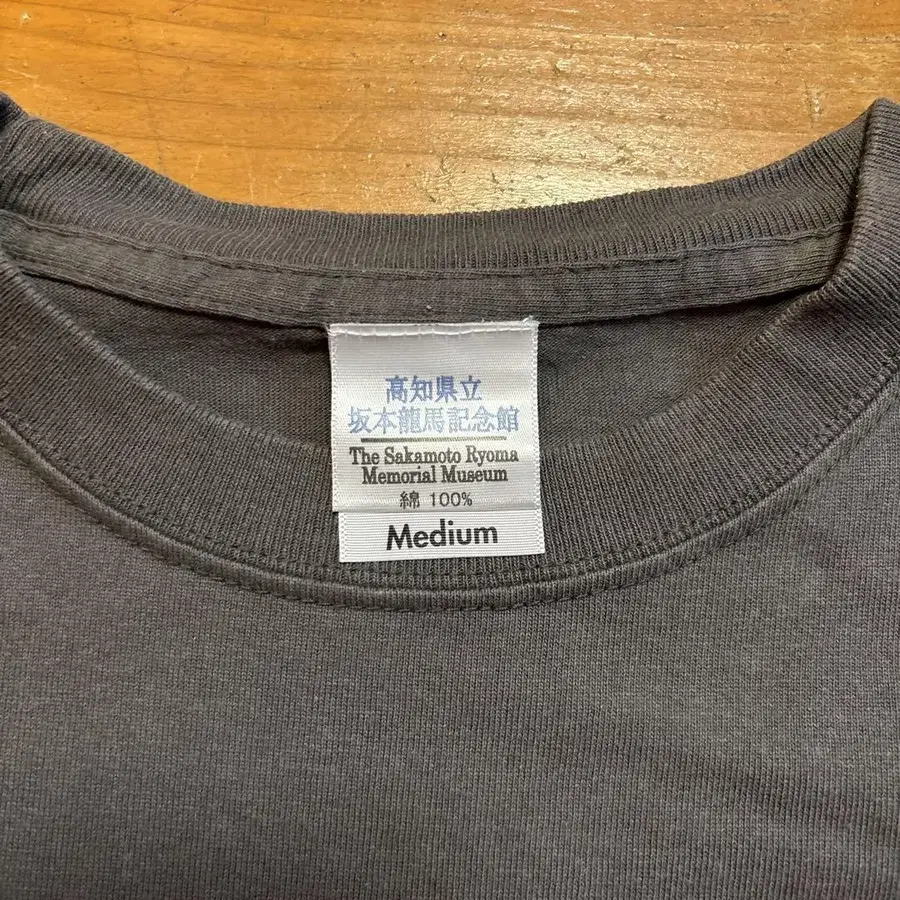 高知県立
坂本龍馬記念館
The Sakamoto Ryoma
Memorial Museum
綿 100%
Medium